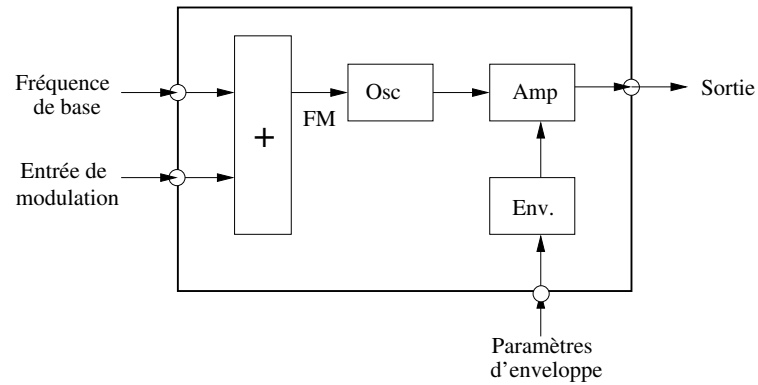 Fréquence
de base
Entrée de
modulation
+
FM
Osc
Amp
Env.
Sortie
Paramètres
d'enveloppe